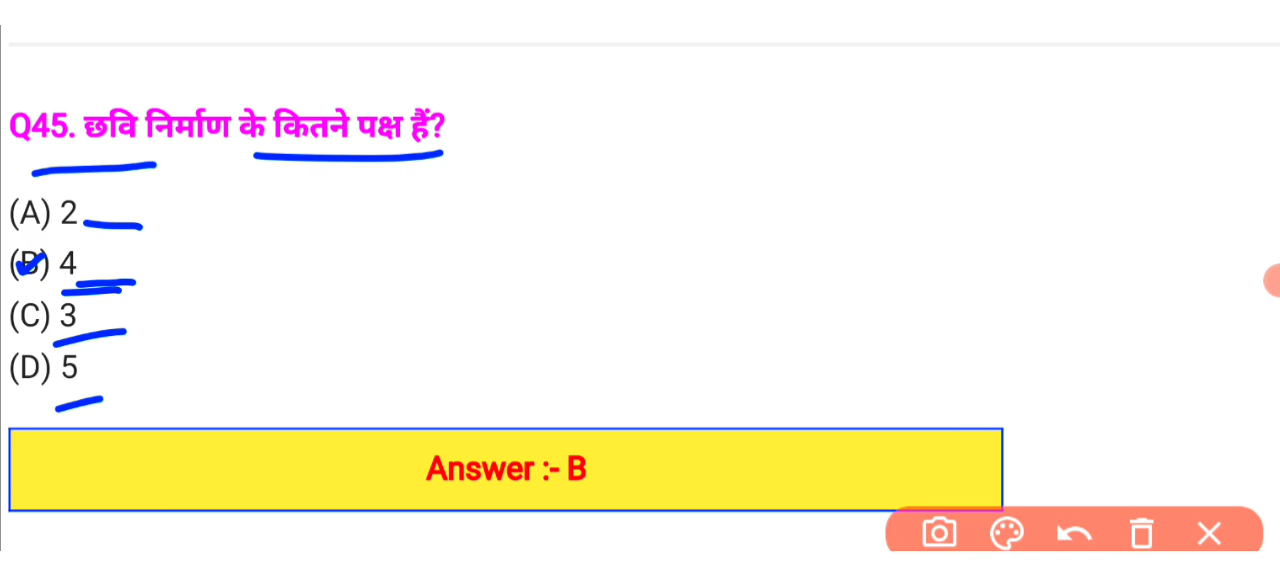 Q45. छवि निर्माण के कितने पक्ष हैं?
(A) 2
(B) 4
(C) 3
(D) 5
Answer :- B